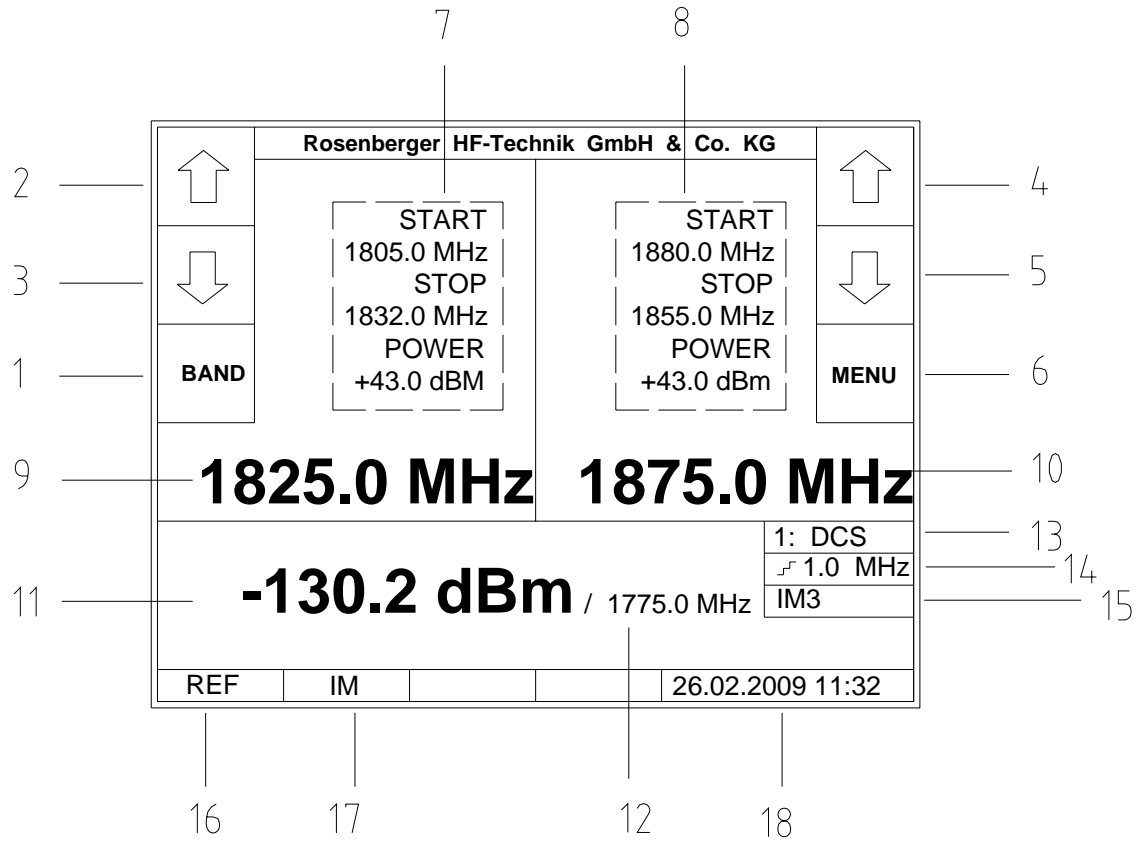 7 8
Rosenberger HF-Technik GmbH & Co. KG
2 4
START
1805.0 MHz
STOP
1832.0 MHz
POWER
+43.0 dBM
START
1880.0 MHz
STOP
1855.0 MHz
POWER
+43.0 dBm
3 5
1 BAND MENU 6
9 1825.0 MHz 1875.0 MHz 10
1: DCS 13
1.0 MHz 14
11 -130.2 dBm / 1775.0 MHz IM3 15
REF IM 26.02.2009 11:32
16 17 12 18